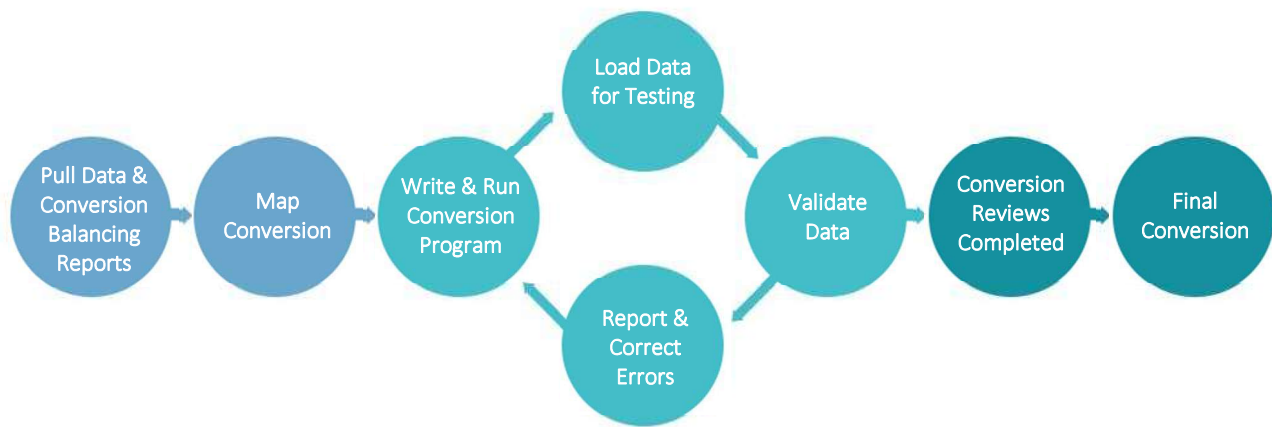 Pull Data &
Conversion
Balancing
Reports
Map
Conversion
Write & Run
Conversion
Program
Load Data
for Testing
Validate
Data
Report &
Correct
Errors
Conversion
Reviews
Completed
Final
Conversion